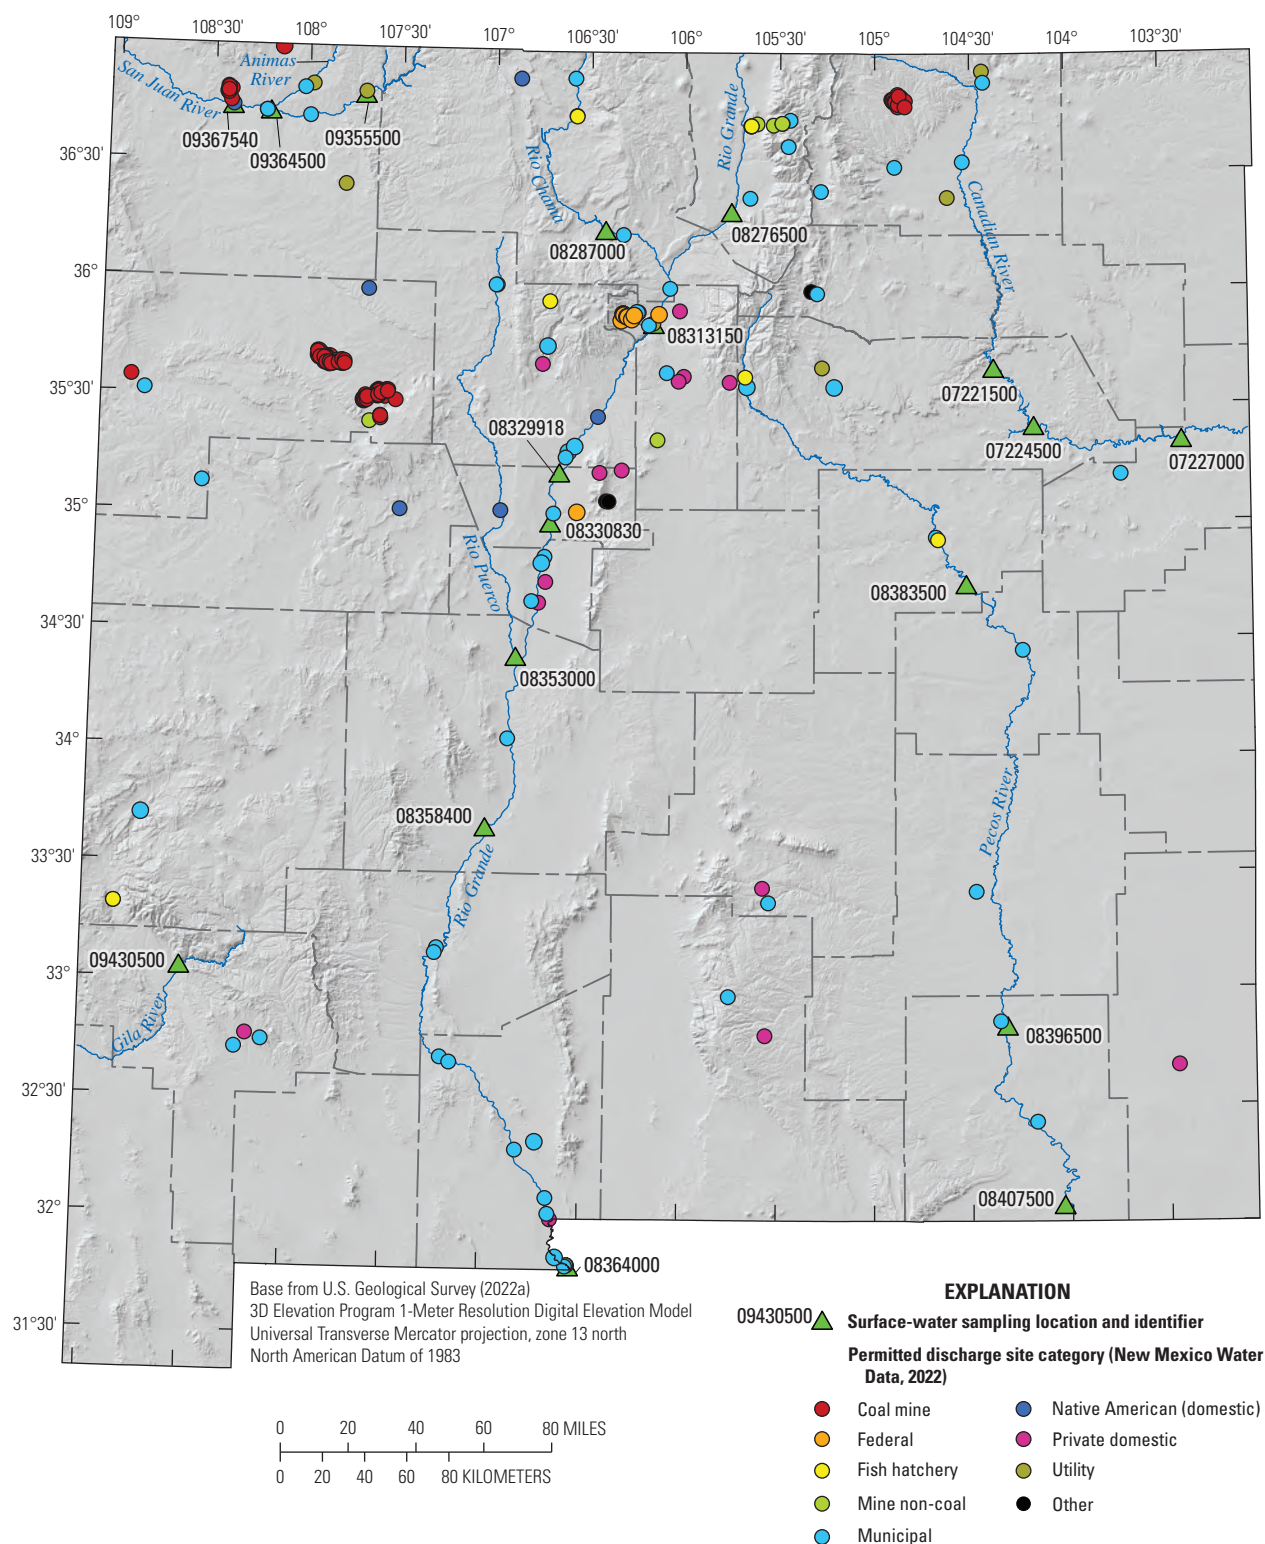 109°
108°30'
108°
107°30'
107°
106°30'
106°
105°30'
105°
104°30'
104°
103°30'
36°30'
36°
35°30'
35°
34°30'
34°
33°30'
33°
32°30'
32°
31°30'
Animas
River
San Juan River
09367540
09364500
09355500
Rio Chama
Rio Grande
08287000
08276500
Canadian River
08313150
07221500
07224500
07227000
08329918
08330830
Rio Puerco
08383500
08353000
08358400
Rio Grande
Pecos River
09430500
Gila River
08396500
08407500
08364000
Base from U.S. Geological Survey (2022a)
3D Elevation Program 1-Meter Resolution Digital Elevation Model
Universal Transverse Mercator projection, zone 13 north
North American Datum of 1983
0 20 40 60 80 MILES
0 20 40 60 80 KILOMETERS
EXPLANATION
09430500 Surface-water sampling location and identifier
Permitted discharge site category (New Mexico Water
Data, 2022)
Coal mine
Federal
Fish hatchery
Mine non-coal
Municipal
Native American (domestic)
Private domestic
Utility
Other